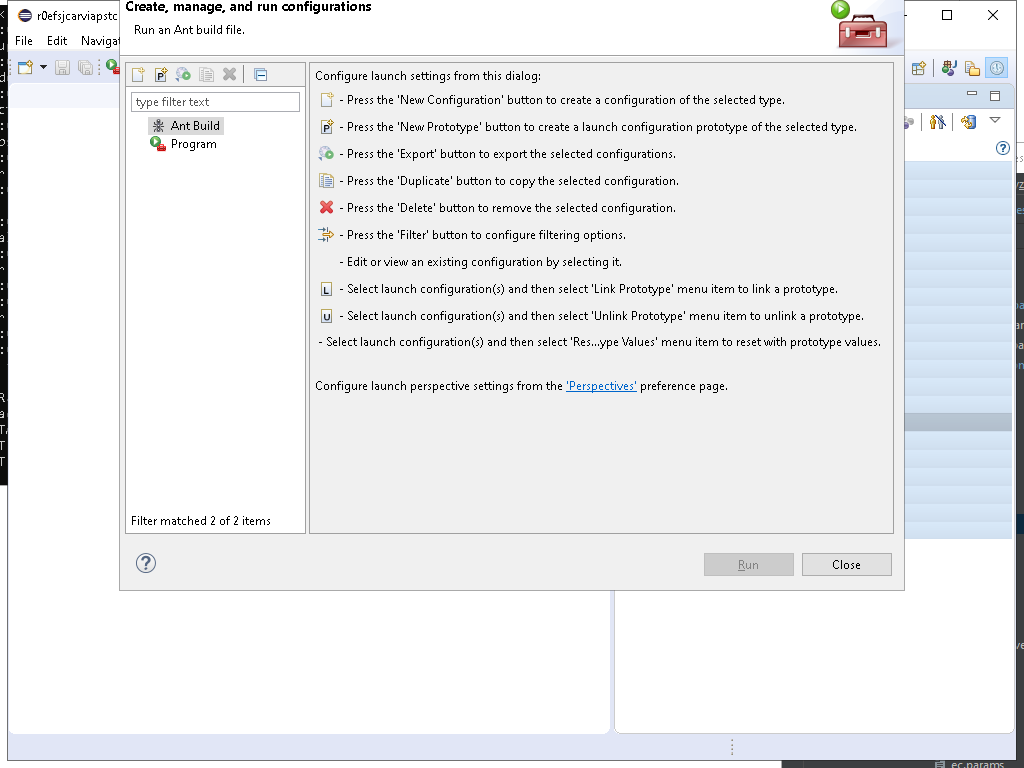 Create, manage, and run configurations
Run an Ant build file.
r0efsjcarviapstc
File Edit Navigat
type filter text
Ant Build
Program
Filter matched 2 of 2 items
Configure launch settings from this dialog:
- Press the 'New Configuration' button to create a configuration of the selected type.
P - Press the 'New Prototype' button to create a launch configuration prototype of the selected type.
- Press the 'Export' button to export the selected configurations.
- Press the 'Duplicate' button to copy the selected configuration.
- Press the 'Delete' button to remove the selected configuration.
- Press the 'Filter' button to configure filtering options.
- Edit or view an existing configuration by selecting it.
L - Select launch configuration(s) and then select 'Link Prototype' menu item to link a prototype.
U - Select launch configuration(s) and then select 'Unlink Prototype' menu item to unlink a prototype.
- Select launch configuration(s) and then select 'Res...ype Values' menu item to reset with prototype values.
Configure launch perspective settings from the 'Perspectives' preference page.
Run
Close
ec.params